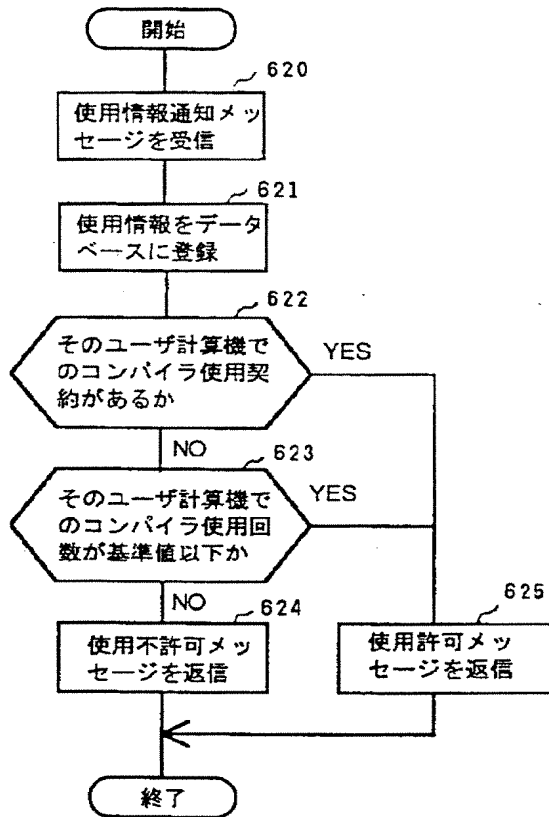 開始
620
使用情報通知メッ
セージを受信
621
使用情報をデータ
ベースに登録
622
そのユーザ計算機で
のコンパイラ使用契
約があるか
YES
NO
623
そのユーザ計算機で
のコンパイラ使用回
数が基準値以下か
YES
NO
624
使用不許可メッ
セージを返信
625
使用許可メッ
セージを返信
終了